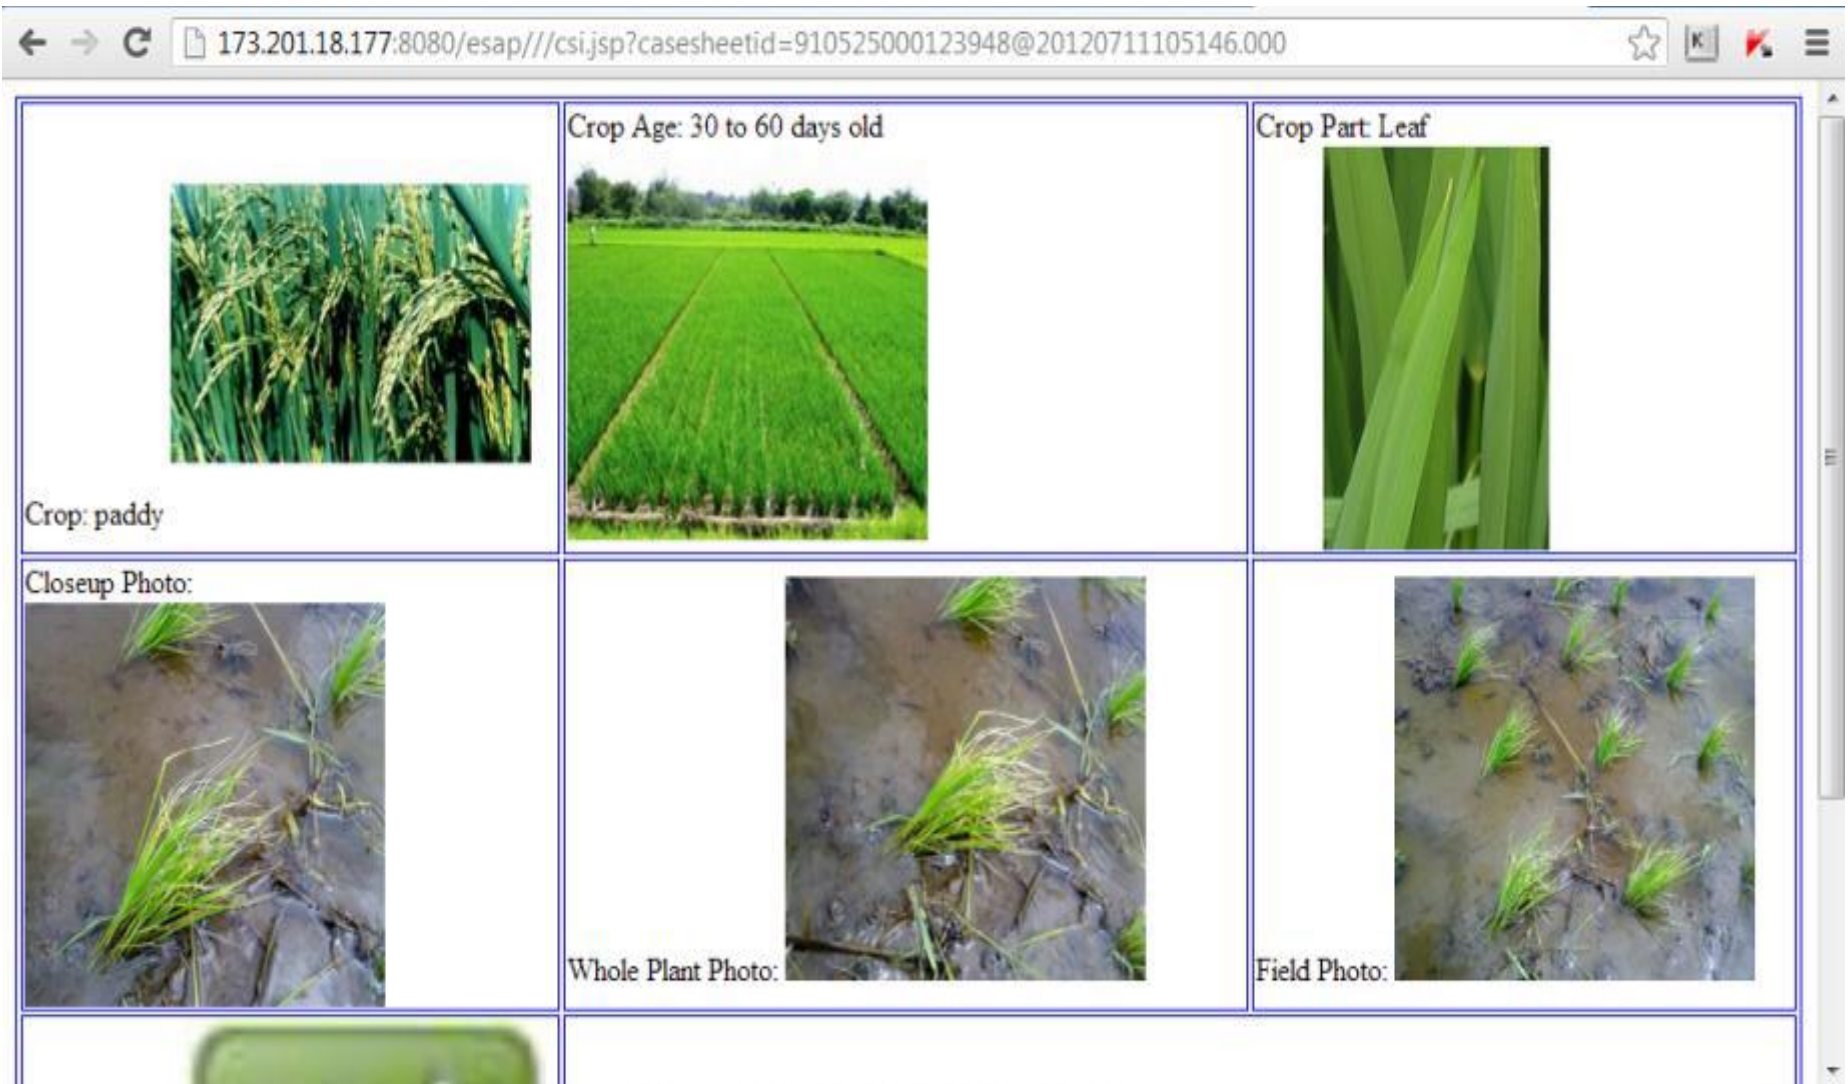 173.201.18.177:8080/esap///csi.jsp?casesheetid=910525000123948@20120711105146.000
K
Crop: paddy
Crop Age: 30 to 60 days old
Crop Part: Leaf
Closeup Photo:
Whole Plant Photo:
Field Photo: